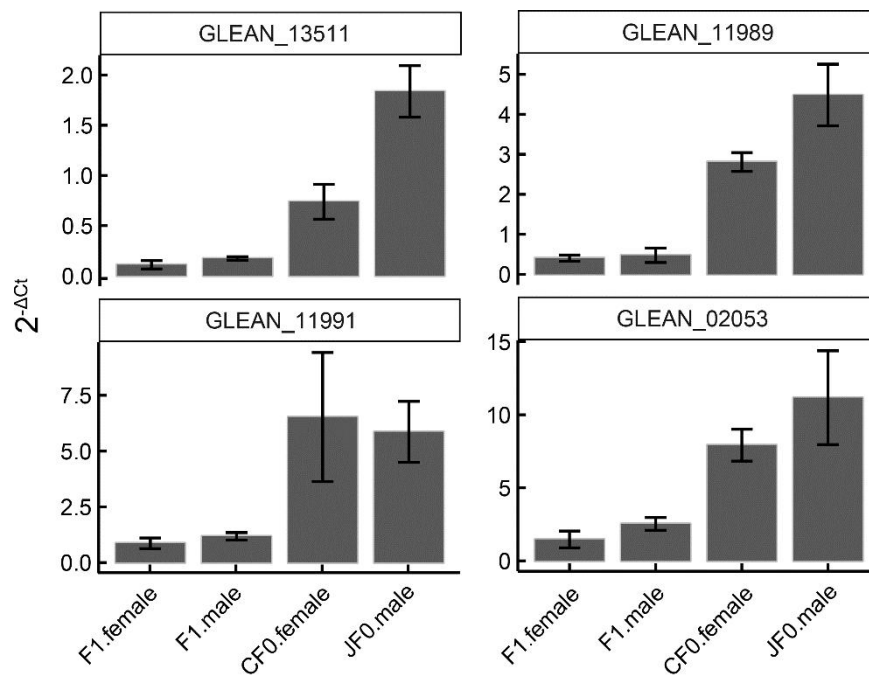 GLEAN_13511
2.0
1.5
1.0
0.5
0.0
GLEAN_11989
5
4
3
2
1
0
2-ΔCt
GLEAN_11991
7.5
5.0
2.5
0.0
F1.female
F1.male
CF0.female
JF0.male
GLEAN_02053
15
10
5
0
F1.female
F1.male
CF0.female
JF0.male